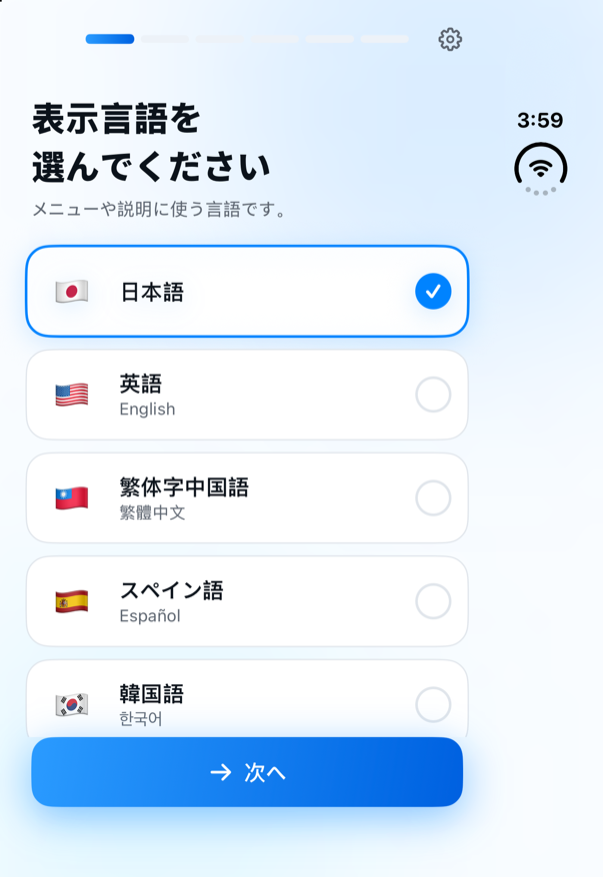 表示言語を
選んでください
メニューや説明に使う言語です。
3:59
日本語
英語
English
繁体字中国語
繁體中文
スペイン語
Español
韓国語
한국어
→ 次へ